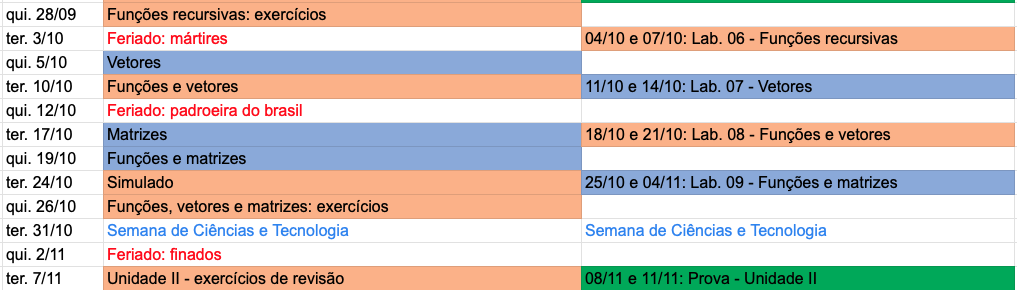 qui. 28/09 Funções recursivas: exercícios
ter. 3/10 Feriado: mártires 04/10 e 07/10: Lab. 06 - Funções recursivas
qui. 5/10 Vetores
ter. 10/10 Funções e vetores 11/10 e 14/10: Lab. 07 - Vetores
qui. 12/10 Feriado: padroeira do brasil
ter. 17/10 Matrizes 18/10 e 21/10: Lab. 08 - Funções e vetores
qui. 19/10 Funções e matrizes
ter. 24/10 Simulado 25/10 e 04/11: Lab. 09 - Funções e matrizes
qui. 26/10 Funções, vetores e matrizes: exercícios
ter. 31/10 Semana de Ciências e Tecnologia Semana de Ciências e Tecnologia
qui. 2/11 Feriado: finados
ter. 7/11 Unidade II - exercícios de revisão 08/11 e 11/11: Prova - Unidade II